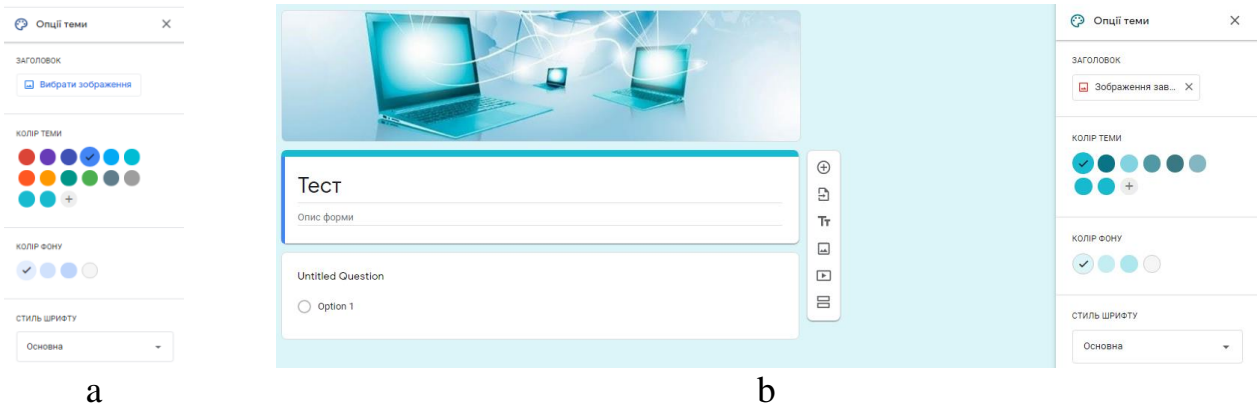 Опції теми
ЗАГОЛОВОК
Вибрати зображення
КОЛІР ТЕМИ
КОЛІР ФОНУ
СТИЛЬ ШРИФТУ
Основна
a
Тест
Опис форми
Untitled Question
Option 1
Тт
Опції теми
ЗАГОЛОВОК
Зображення зав...
КОЛІР ТЕМИ
КОЛІР ФОНУ
СТИЛЬ ШРИФТУ
Основна
b